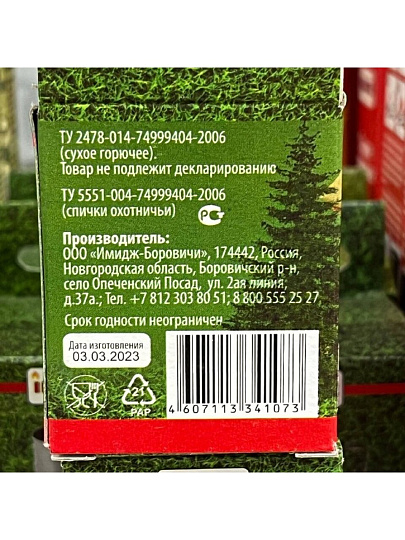 ТУ 2478-014-74999404-2006
(сухое горючее).
Товар не подлежит декларированию
ТУ 5551-004-74999404-2006
(спички охотничьи)
Производитель:
ООО «Имидж-Боровичи», 174442, Россия,
Новгородская область, Боровичский р-н,
село Опеченский Посад, ул. 2ая линия,
д.37а.; Тел. +7 812 303 80 51; 8 800 555 25 27
Срок годности неограничен
Дата изготовления
03.03.2023
21
PAP
4 607113 341073